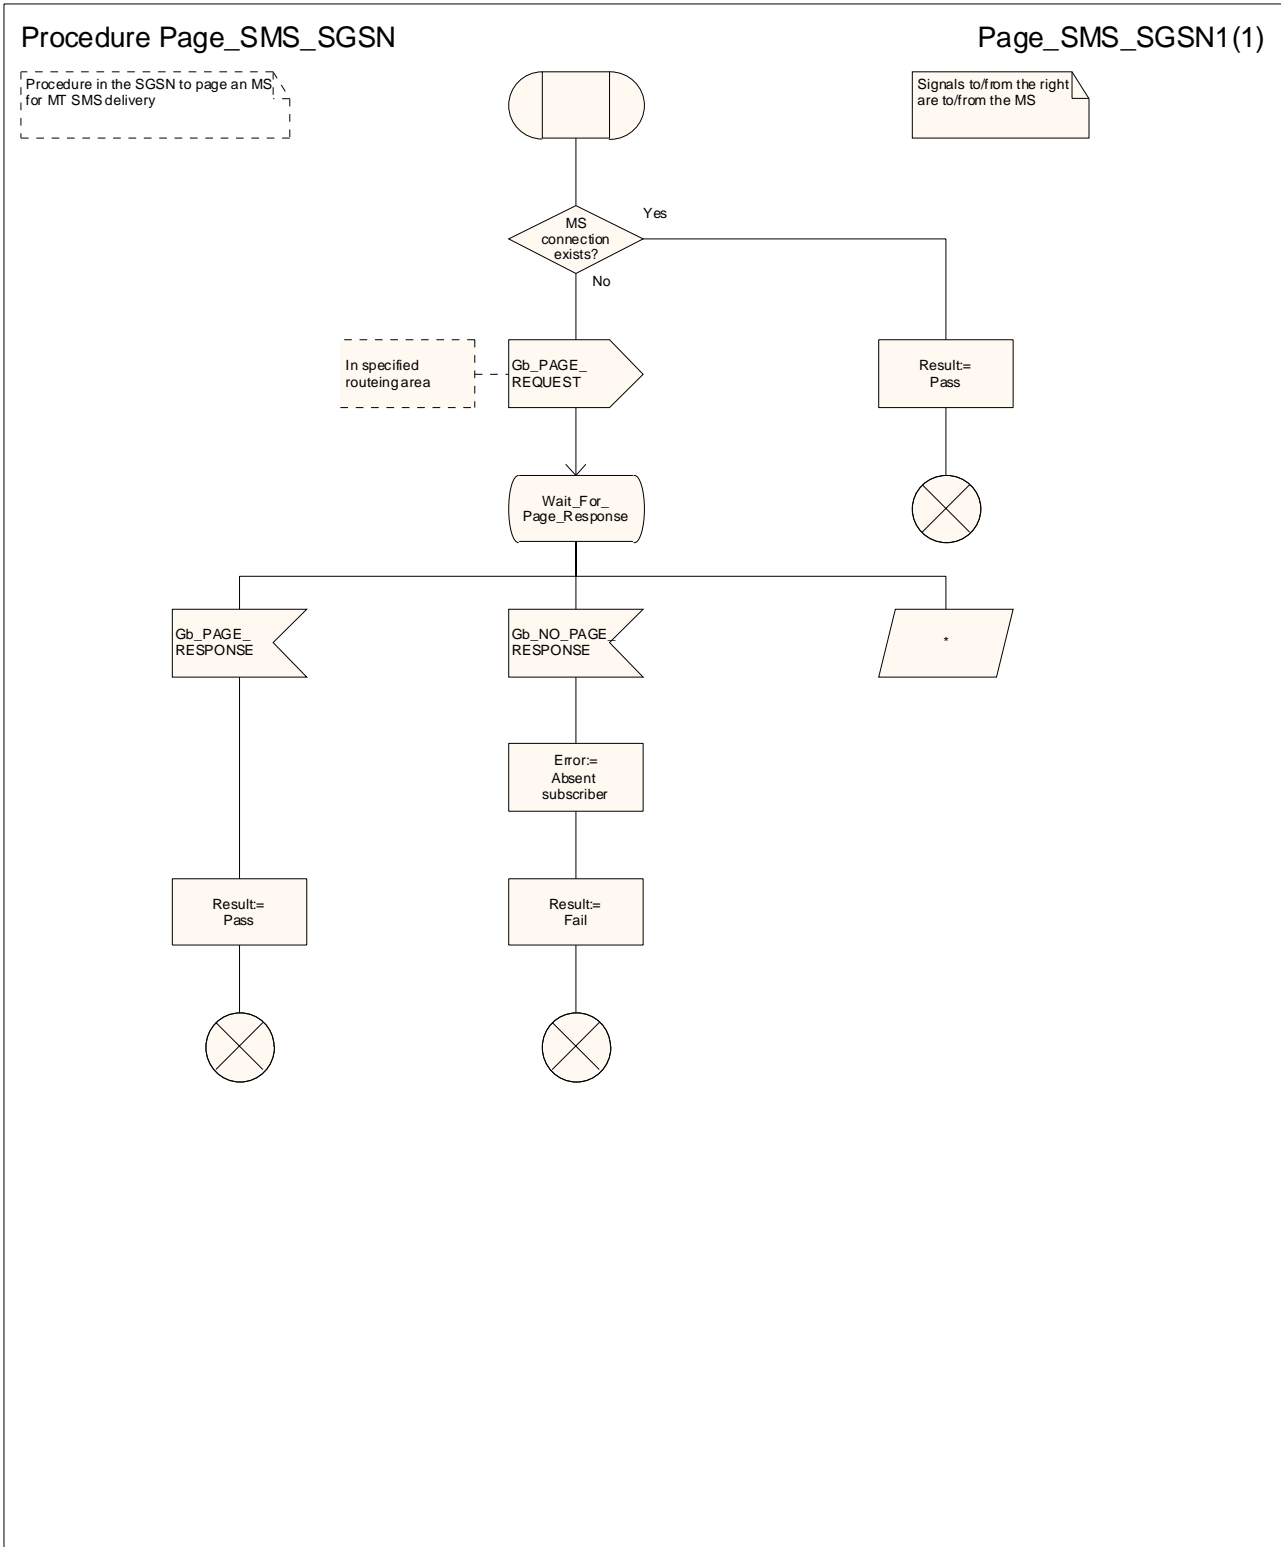 Procedure Page_SMS_SGSN
Page_SMS_SGSN1(1)
Procedure in the SGSN to page an MS
for MT SMS delivery
Signals to/from the right
are to/from the MS
MS
connection
exists?
Yes
No
In specified
routeing area
Gb_PAGE_
REQUEST
Result:=
Pass
Wait_For_
Page_Response
Gb_PAGE_
RESPONSE
Gb_NO_PAGE_
RESPONSE
*
Error:=
Absent
subscriber
Result:=
Pass
Result:=
Fail